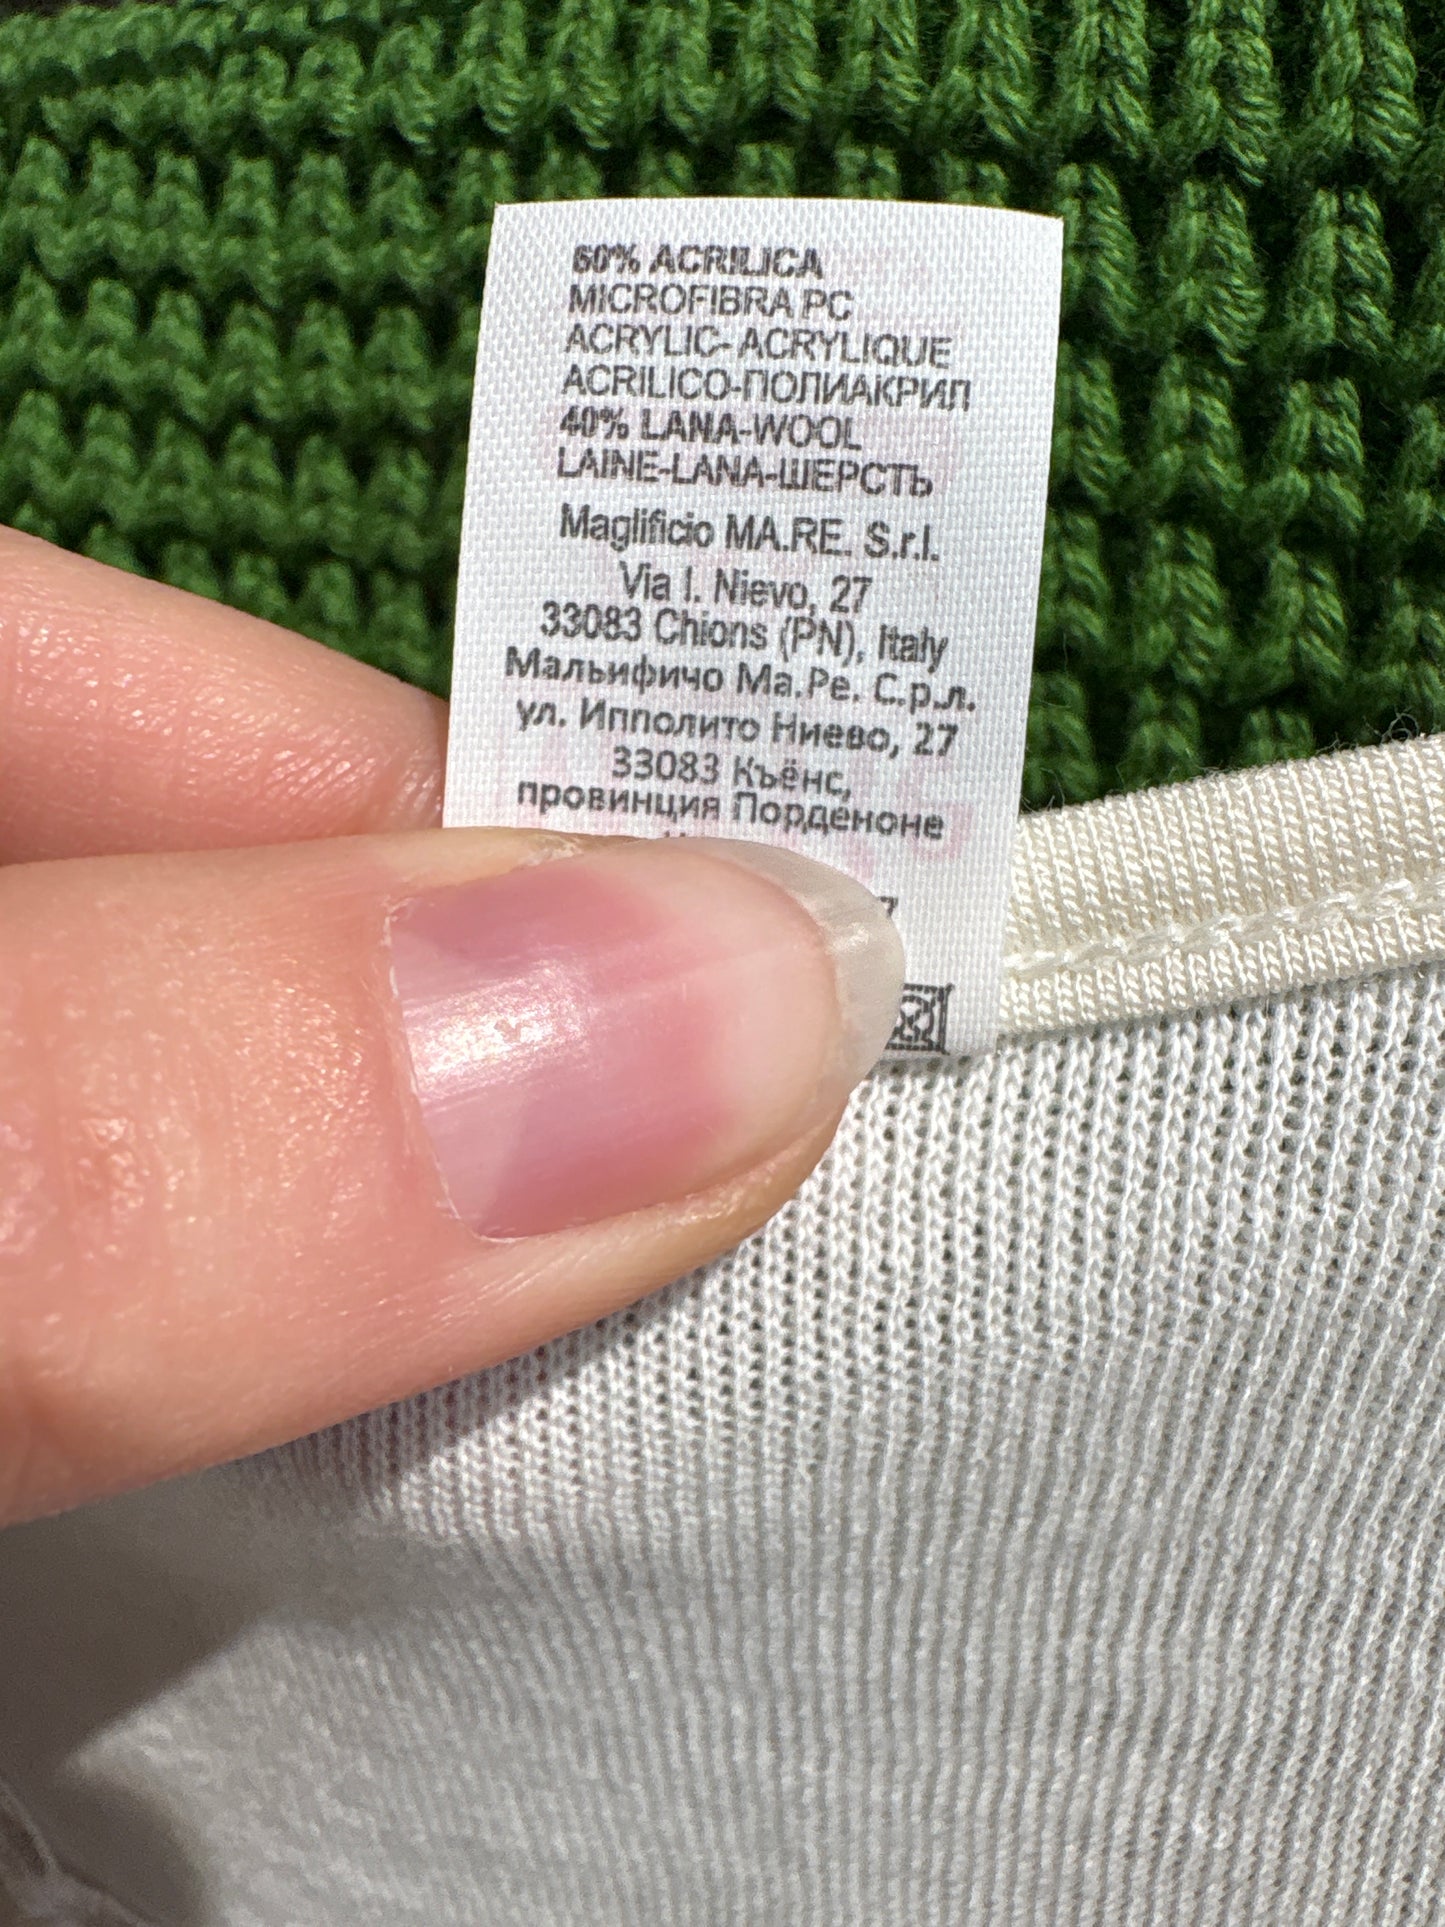 60% ACRILICA
MICROFIBRA PC
ACRYLIC-ACRYLIQUE
ACRILICO-ПОЛИАКРИЛ
40% LANA-WOOL
LAINE-LANA-ШЕРСТЬ
Maglificio MA.RE. S.r.l.
Via I. Nievo, 27
33083 Chions (PN), Italy
Мальифичо Ма.Ре. С.р.л.
ул. Ипполито Ниево, 27
33083 Къёнс,
провинция Порденоне